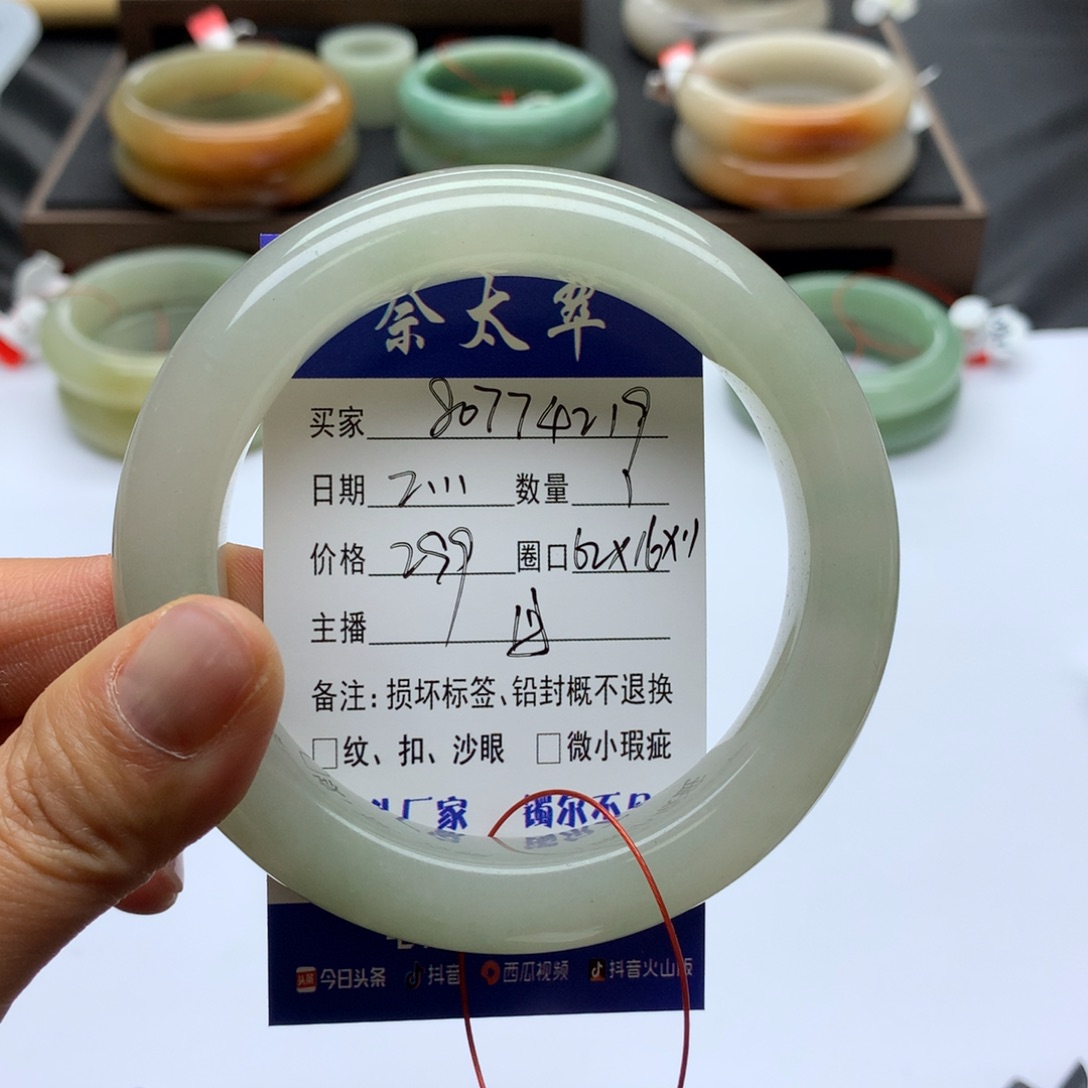 奈太翠
买家 80774219
日期 2.111 数量 1
价格 299 圈口 62X16X11
主播
备注:损坏标签、铅封概不退换
□纹、扣、沙眼 □微小瑕疵
厂家 镯尔不凡
今日头条 抖音 西瓜视频 抖音火山版